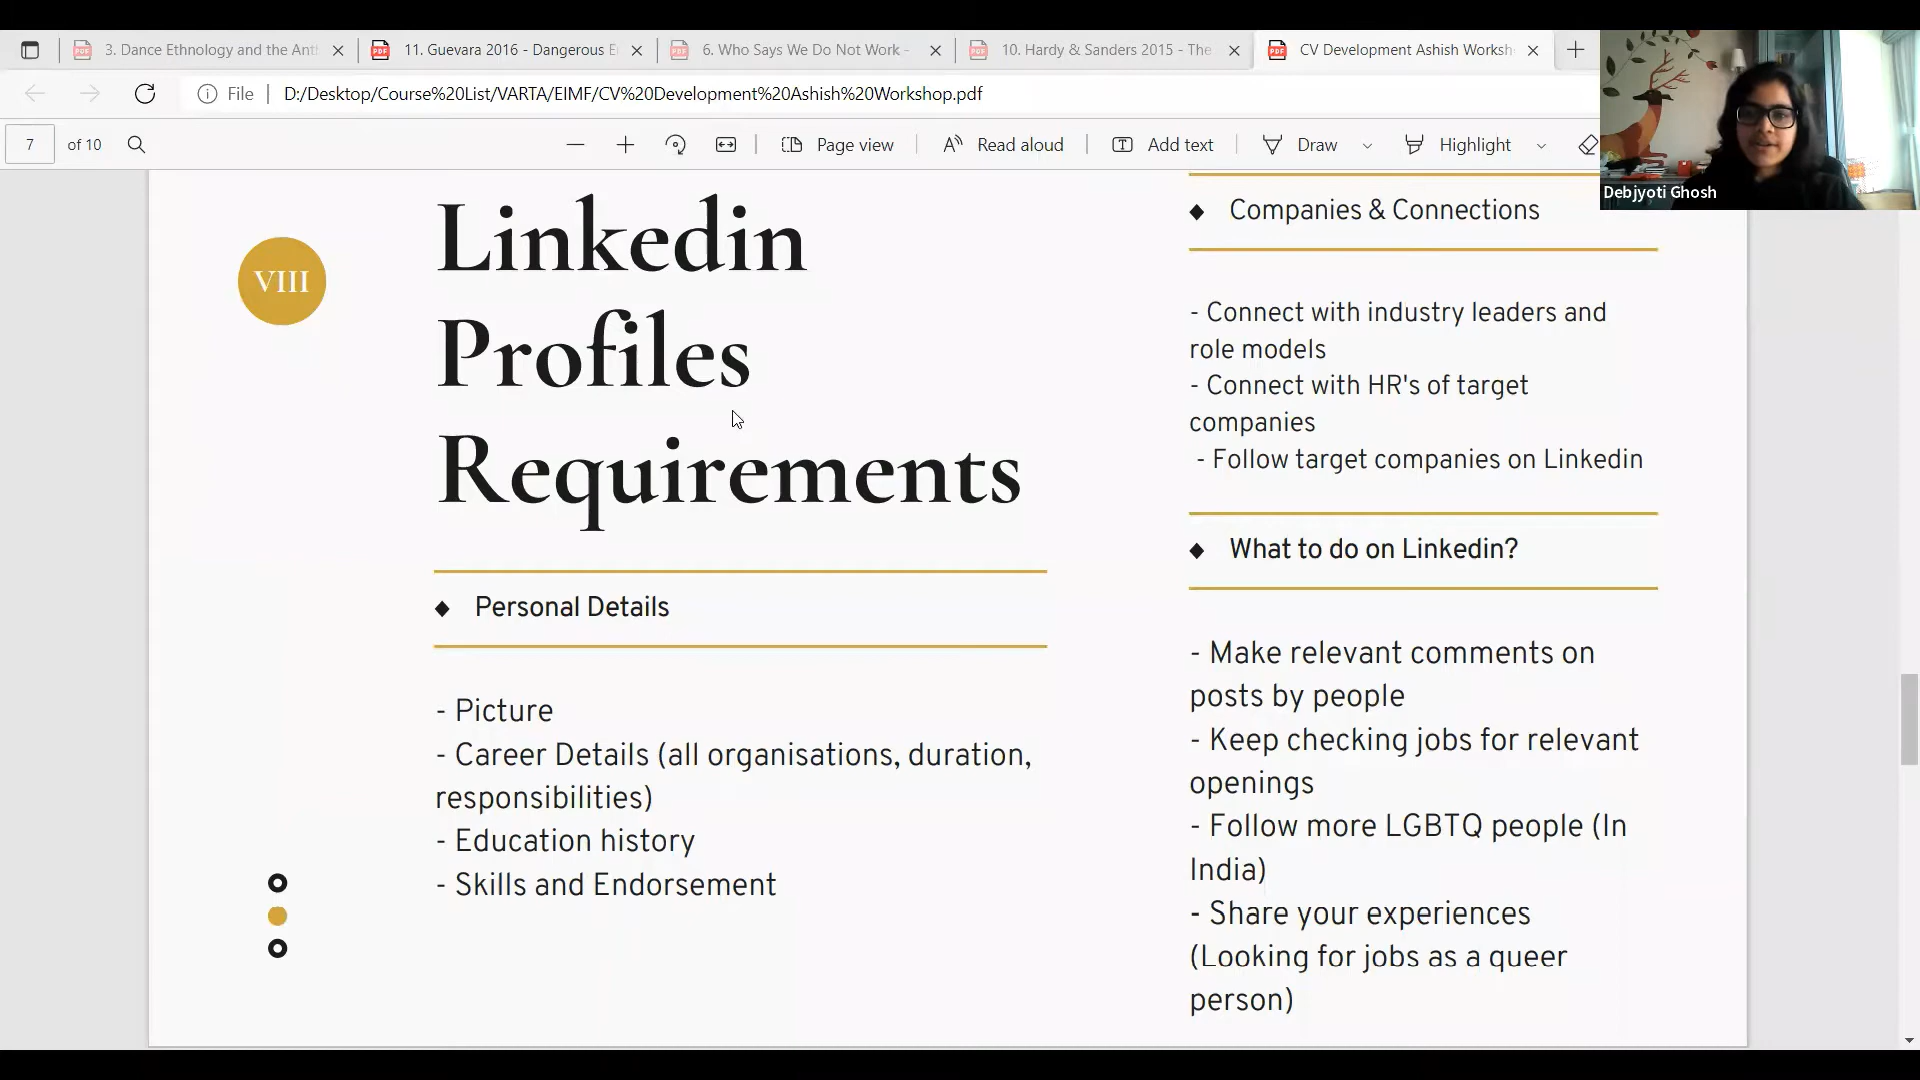 3. Dance Ethnology and the Ant
11. Guevara 2016 - Dangerous E
6. Who Says We Do Not Work -
10. Hardy & Sanders 2015 - The
CV Development Ashish Worksh
File
D:/Desktop/Course%20List/VARTA/EIMF/CV%20Development%20Ashish%20Workshop.pdf
7 of 10
Page view
Read aloud
Add text
Draw
Highlight
Debjyoti Ghosh
VIII
Linkedin
Profiles
Requirements
◆ Personal Details
- Picture
- Career Details (all organisations, duration,
responsibilities)
- Education history
- Skills and Endorsement
◆ Companies & Connections
- Connect with industry leaders and
role models
- Connect with HR's of target
companies
- Follow target companies on Linkedin
◆ What to do on Linkedin?
- Make relevant comments on
posts by people
- Keep checking jobs for relevant
openings
- Follow more LGBTQ people (In
India)
- Share your experiences
(Looking for jobs as a queer
person)